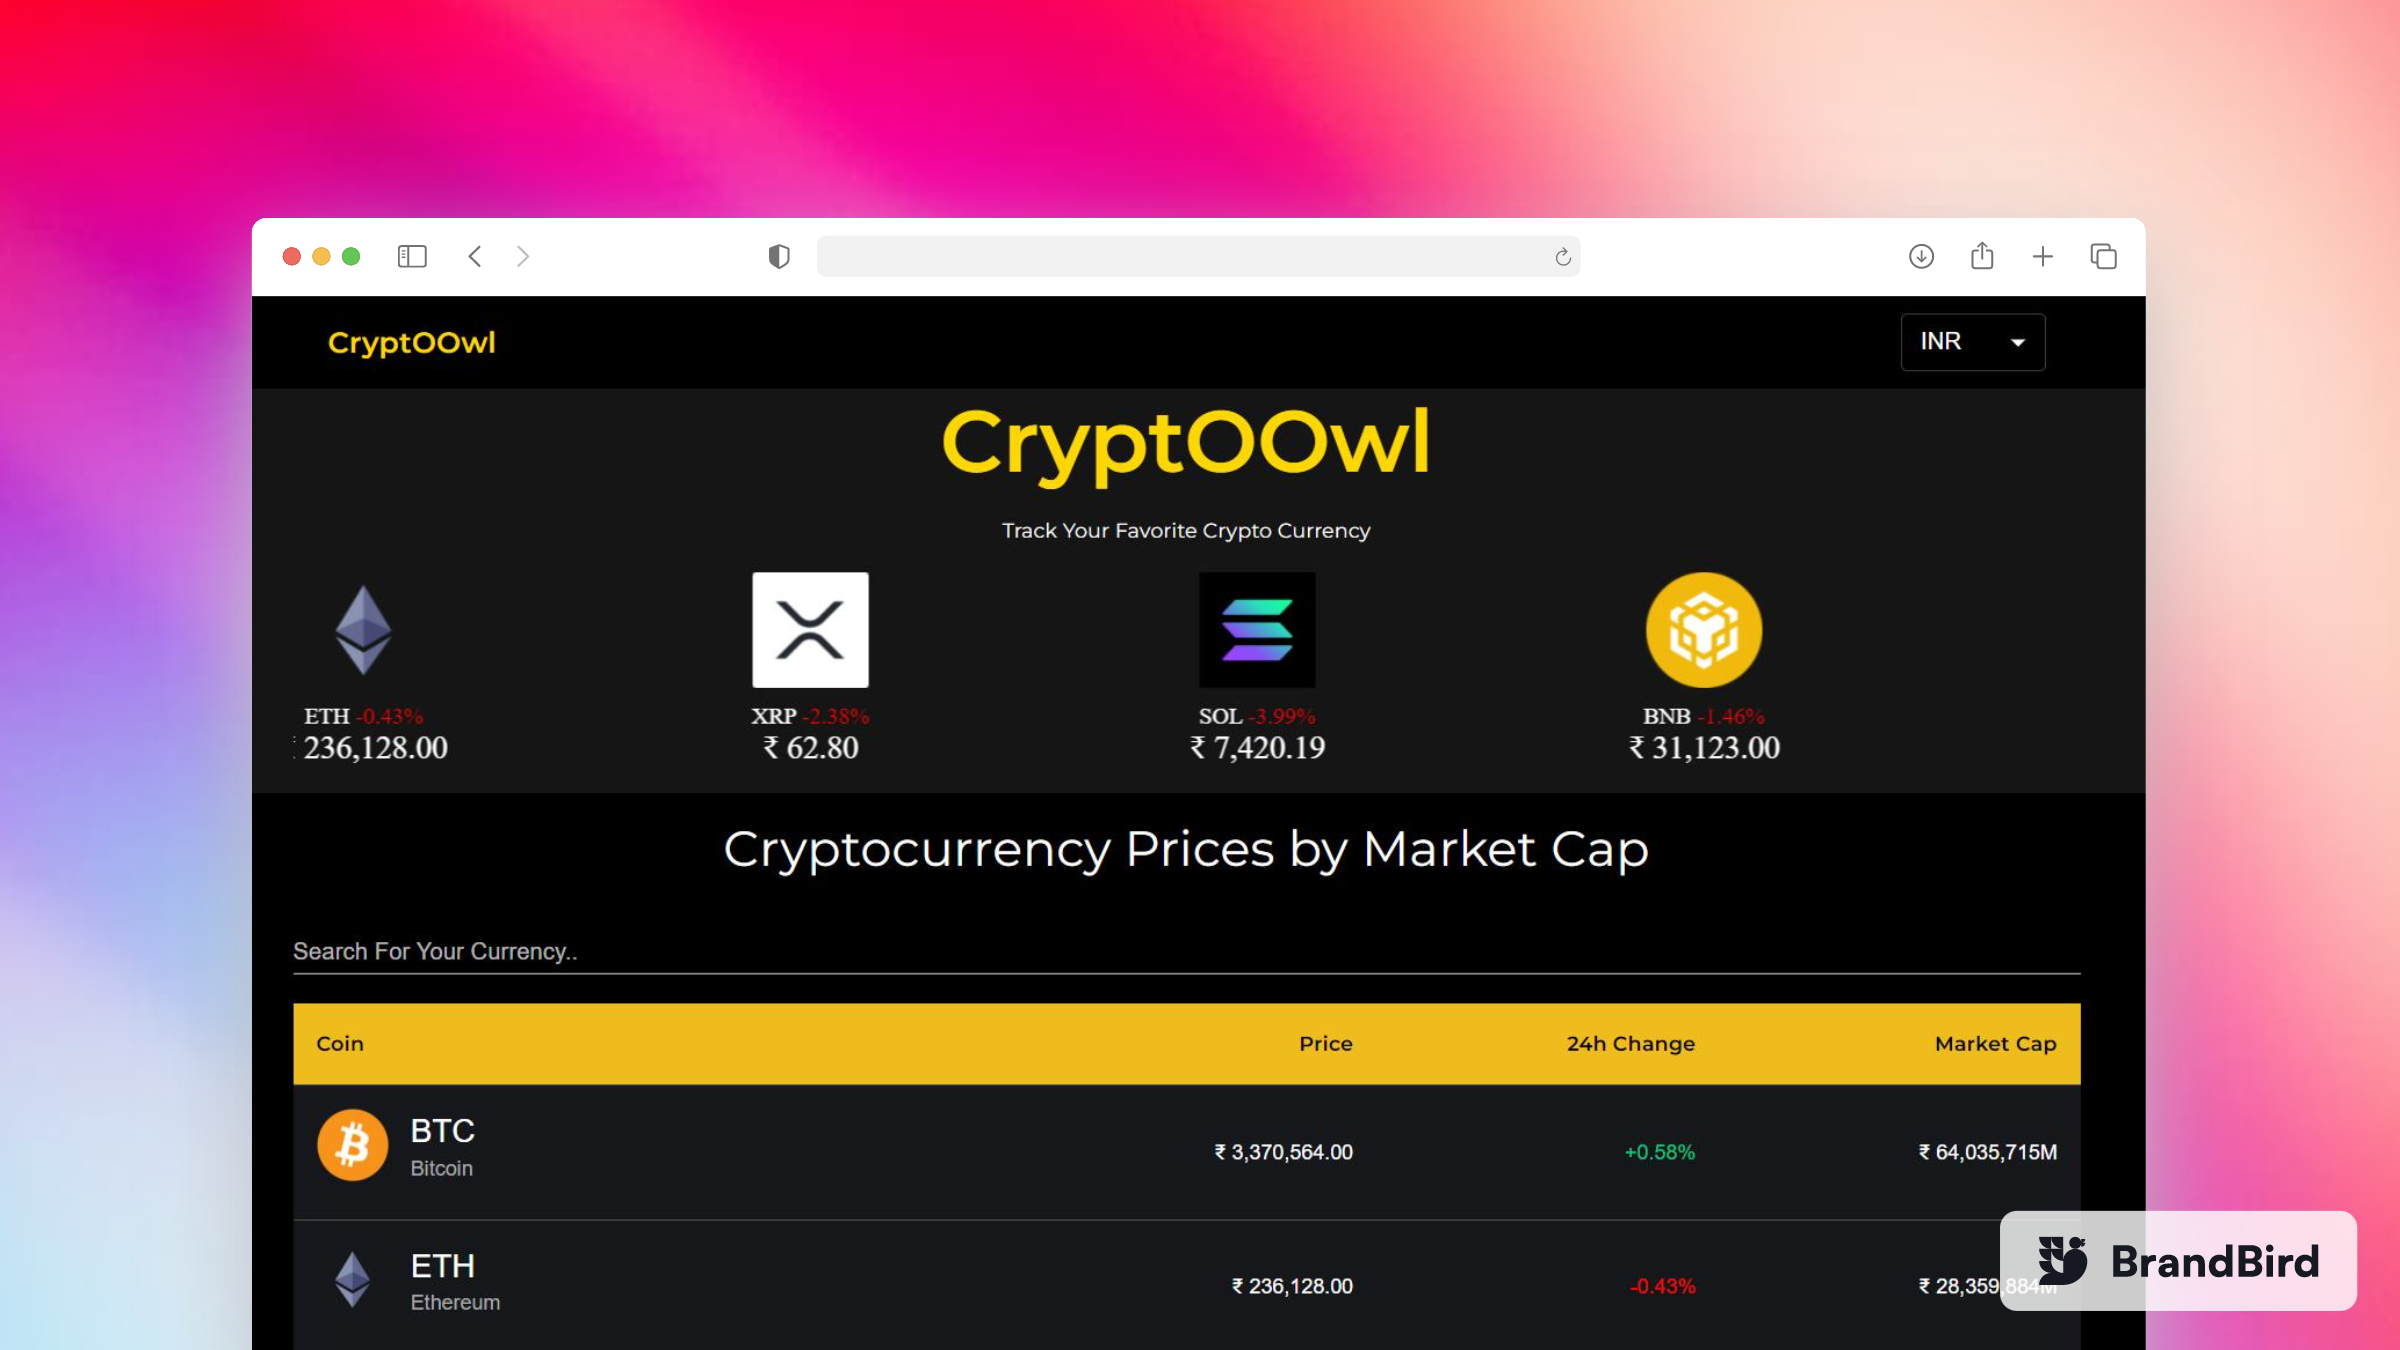 CryptOOwl
INR
CryptOOwl
Track Your Favorite Crypto Currency
ETH -0.43%
236,128.00
XRP -2.38%
₹ 62.80
SOL -3.99%
₹ 7,420.19
BNB -1.46%
₹ 31,123.00
Cryptocurrency Prices by Market Cap
Search For Your Currency..
Coin Price 24h Change Market Cap
BTC
Bitcoin
₹ 3,370,564.00 +0.58% ₹ 64,035,715M
ETH
Ethereum
₹ 236,128.00 -0.43% ₹ 28,359,884M
BrandBird